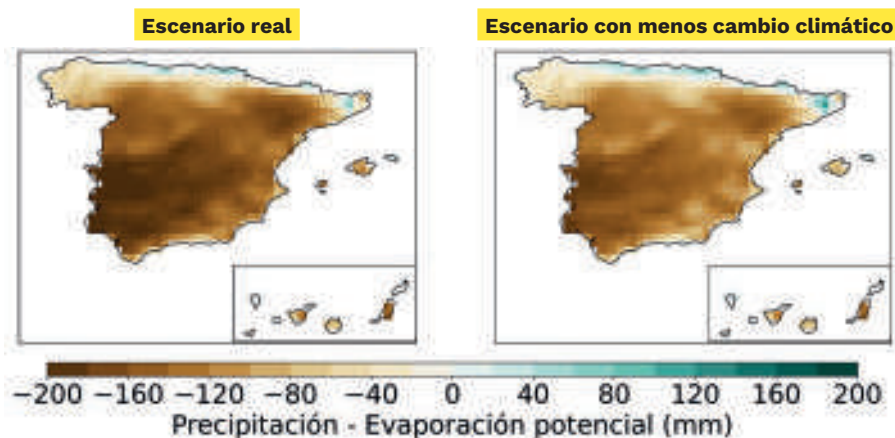 Escenario real
Escenario con menos cambio climático
−200 −160 −120 −80 −40 0 40 80 120 160 200
Precipitación - Evaporación potencial (mm)